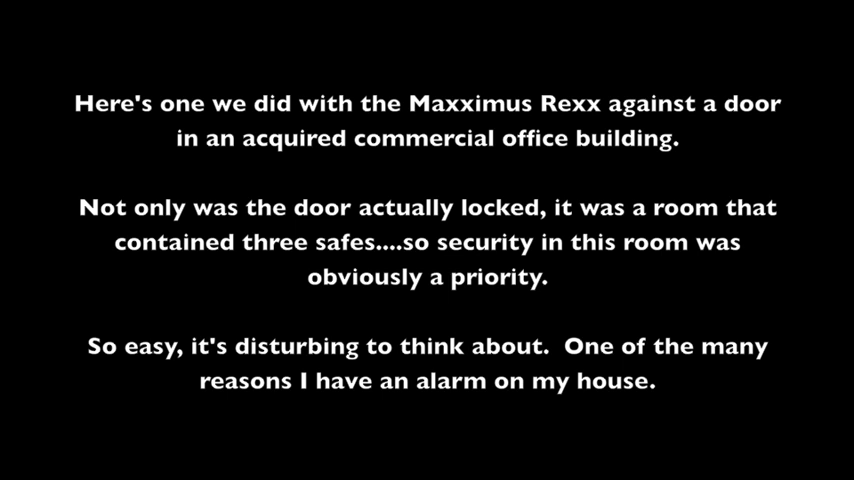 Here's one we did with the Maxximus Rexx against a door
in an acquired commercial office building.
Not only was the door actually locked, it was a room that
contained three safes....so security in this room was
obviously a priority.
So easy, it's disturbing to think about.  One of the many
reasons I have an alarm on my house.